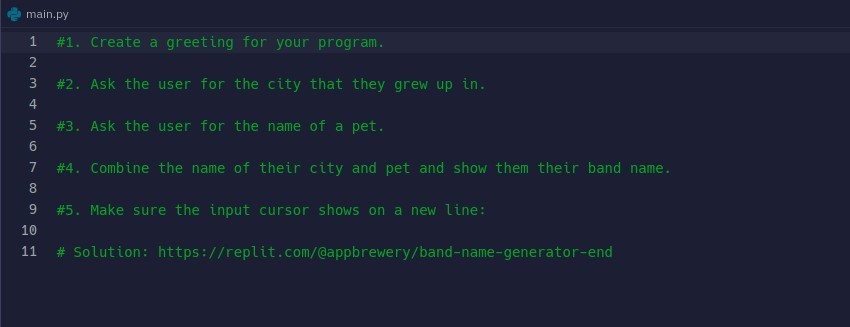 main.py
1 #1. Create a greeting for your program.
2
3 #2. Ask the user for the city that they grew up in.
4
5 #3. Ask the user for the name of a pet.
6
7 #4. Combine the name of their city and pet and show them their band name.
8
9 #5. Make sure the input cursor shows on a new line:
10
11 # Solution: https://replit.com/@appbrewery/band-name-generator-end